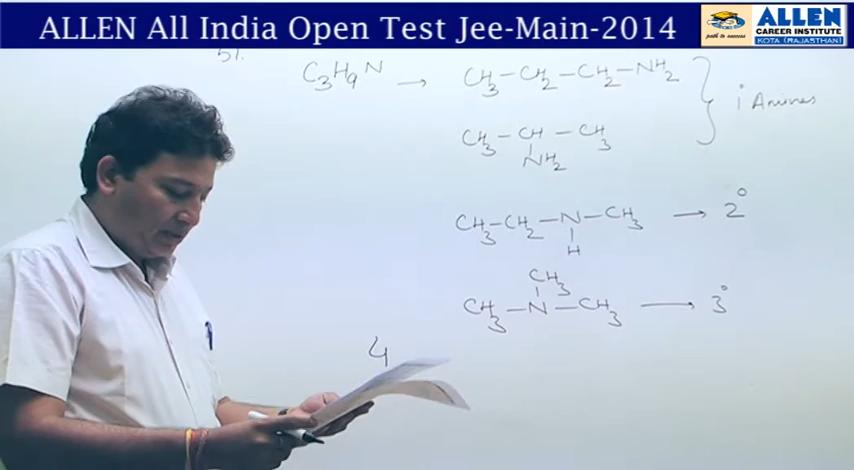 ALLEN All India Open Test Jee-Main-2014
path to success
ALLEN
CAREER INSTITUTE
KOTA (RAJASTHAN)
51.
C3H9N → CH3-CH2-CH2-NH2
CH3-CH-CH3
NH2
1° Amines
CH3-CH2-N-CH3 → 2°
H
CH3
CH3-N-CH3 → 3°
4